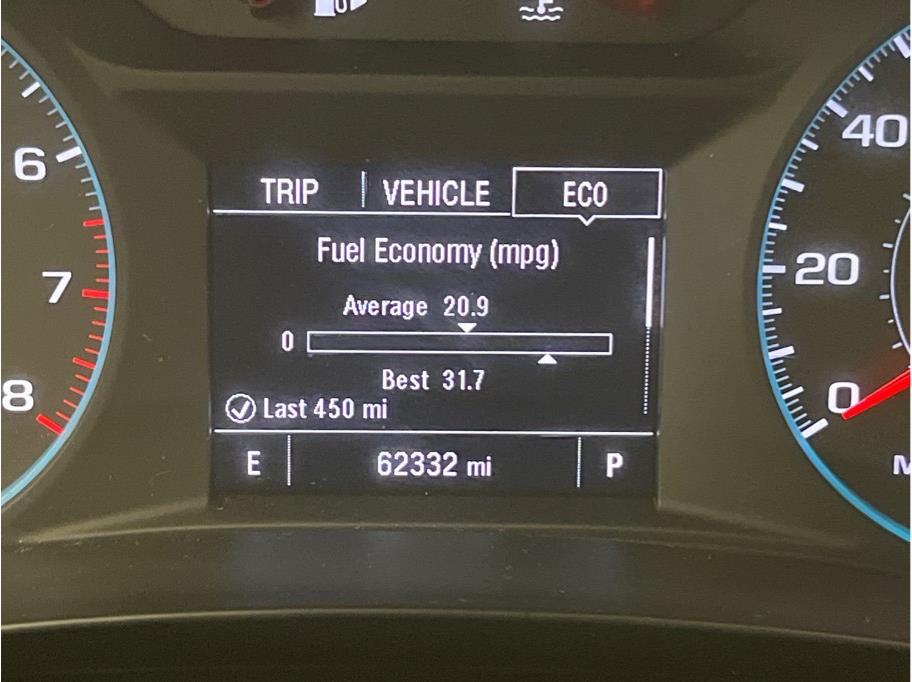 TRIP VEHICLE ECO
Fuel Economy (mpg)
Average 20.9
0
Best 31.7
Last 450 mi
E 62332 mi P
6
7
8
40
20
0
M